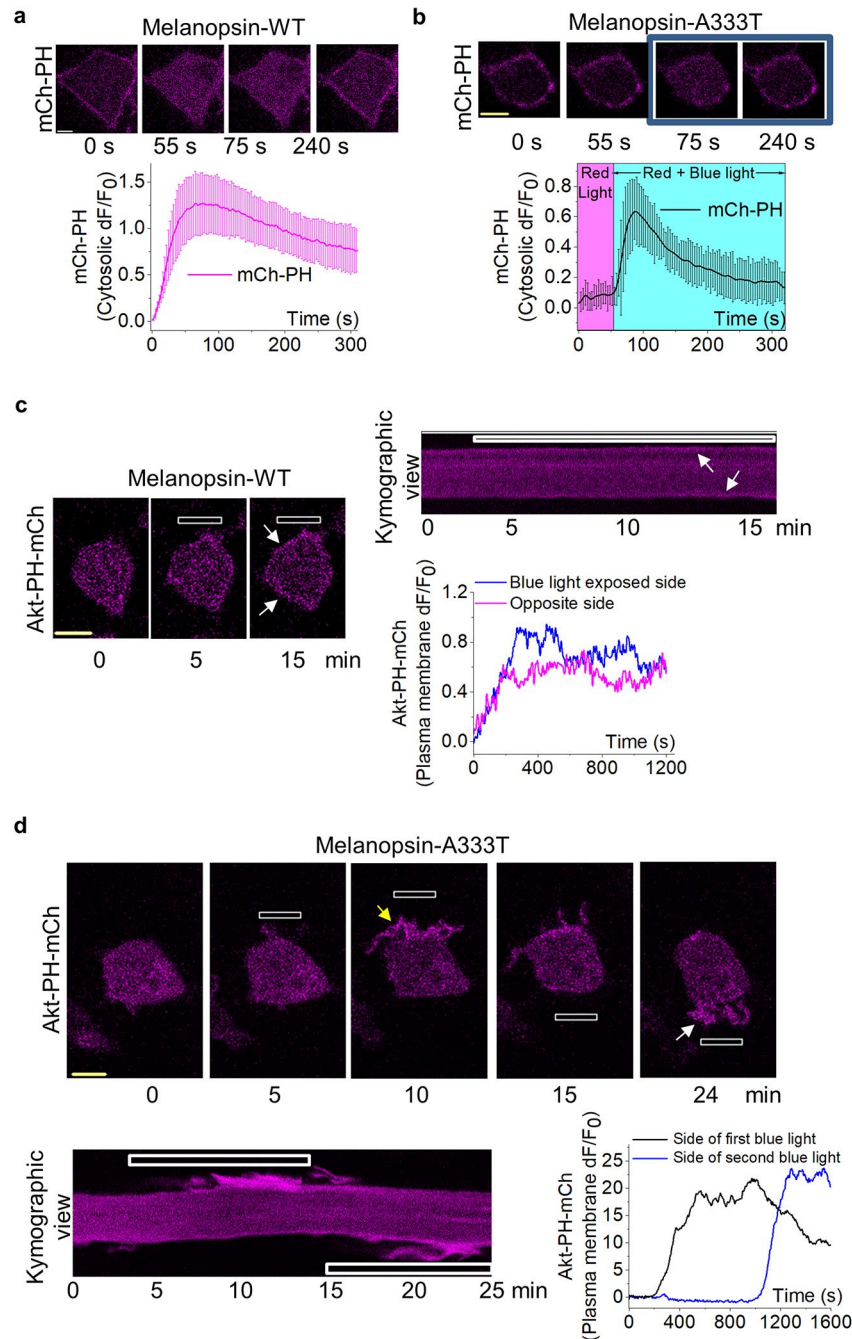 a
Melanopsin-WT
mCh-PH
0 s 55 s 75 s 240 s
mCh-PH
(Cytosolic dF/F0)
1.5
1.0
0.5
0.0
mCh-PH
Time (s)
0 100 200 300
b
Melanopsin-A333T
mCh-PH
0 s 55 s 75 s 240 s
mCh-PH
(Cytosolic dF/F0)
Red Light
Red + Blue light
mCh-PH
0.8
0.6
0.4
0.2
0.0
Time (s)
0 100 200 300
c
Melanopsin-WT
Akt-PH-mCh
0 5 15 min
Kymographic
view
0 5 10 15 min
Blue light exposed side
Opposite side
Akt-PH-mCh
(Plasma membrane dF/F0)
1.2
0.8
0.4
0.0
Time (s)
0 400 800 1200
d
Melanopsin-A333T
Akt-PH-mCh
0 5 10 15 24 min
Kymographic
view
0 5 10 15 20 25 min
Side of first blue light
Side of second blue light
Akt-PH-mCh
(Plasma membrane dF/F0)
25
20
15
10
5
0
Time (s)
0 400 800 1200 1600